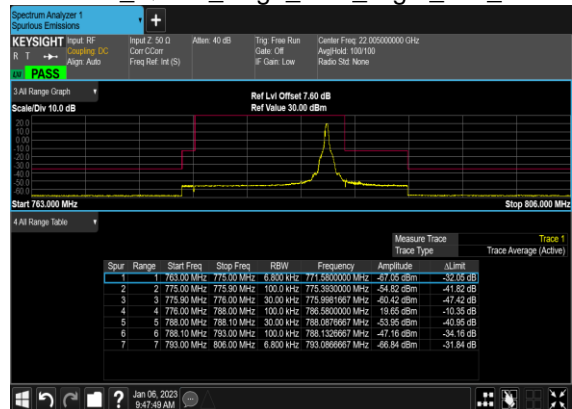 Spectrum Analyzer 1
Spurious Emissions
+
KEYSIGHT Input: RF Input Z: 50 Ω Atten: 40 dB Trig: Free Run Center Freq: 22.005000000 GHz
R T Coupling: DC Corr CCorr Gate: Off Avg|Hold: 100/100
Align: Auto Freq Ref: Int (S) IF Gain: Low Radio Std: None
PASS
3 All Range Graph
Ref Lvl Offset 7.60 dB
Scale/Div 10.0 dB Ref Value 30.00 dBm
20.0
10.0
0.00
-10.0
-20.0
-30.0
-40.0
-50.0
-60.0
Start 763.000 MHz Stop 806.000 MHz
4 All Range Table
Measure Trace Trace 1
Trace Type Trace Average (Active)
Spur Range Start Freq Stop Freq RBW Frequency Amplitude ΔLimit
1 1 763.00 MHz 775.00 MHz 6.800 kHz 771.5800000 MHz -67.05 dBm -32.05 dB
2 2 775.00 MHz 775.90 MHz 100.0 kHz 775.3930000 MHz -54.82 dBm -41.82 dB
3 3 775.90 MHz 776.00 MHz 30.00 kHz 775.9981667 MHz -60.42 dBm -47.42 dB
4 4 776.00 MHz 788.00 MHz 100.0 kHz 786.5800000 MHz 19.65 dBm -10.35 dB
5 5 788.00 MHz 788.10 MHz 30.00 kHz 788.0876667 MHz -53.95 dBm -40.95 dB
6 6 788.10 MHz 793.00 MHz 100.0 kHz 788.1326667 MHz -47.16 dBm -34.16 dB
7 7 793.00 MHz 806.00 MHz 6.800 kHz 793.0866667 MHz -66.84 dBm -31.84 dB
? Jan 06, 2023
9:47:49 AM